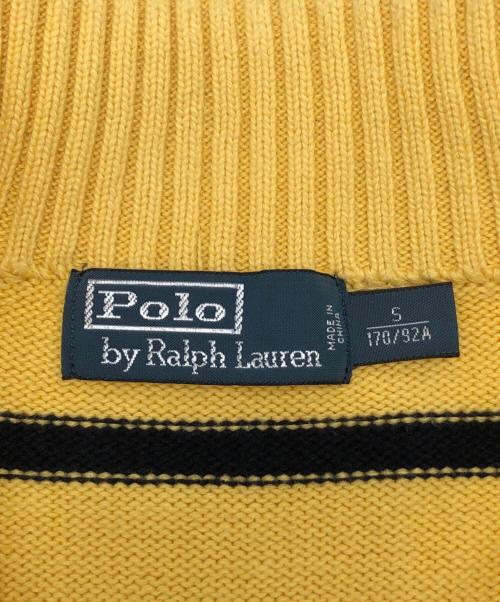 Polo
by Ralph Lauren
MADE IN
CHINA
S
170/92A